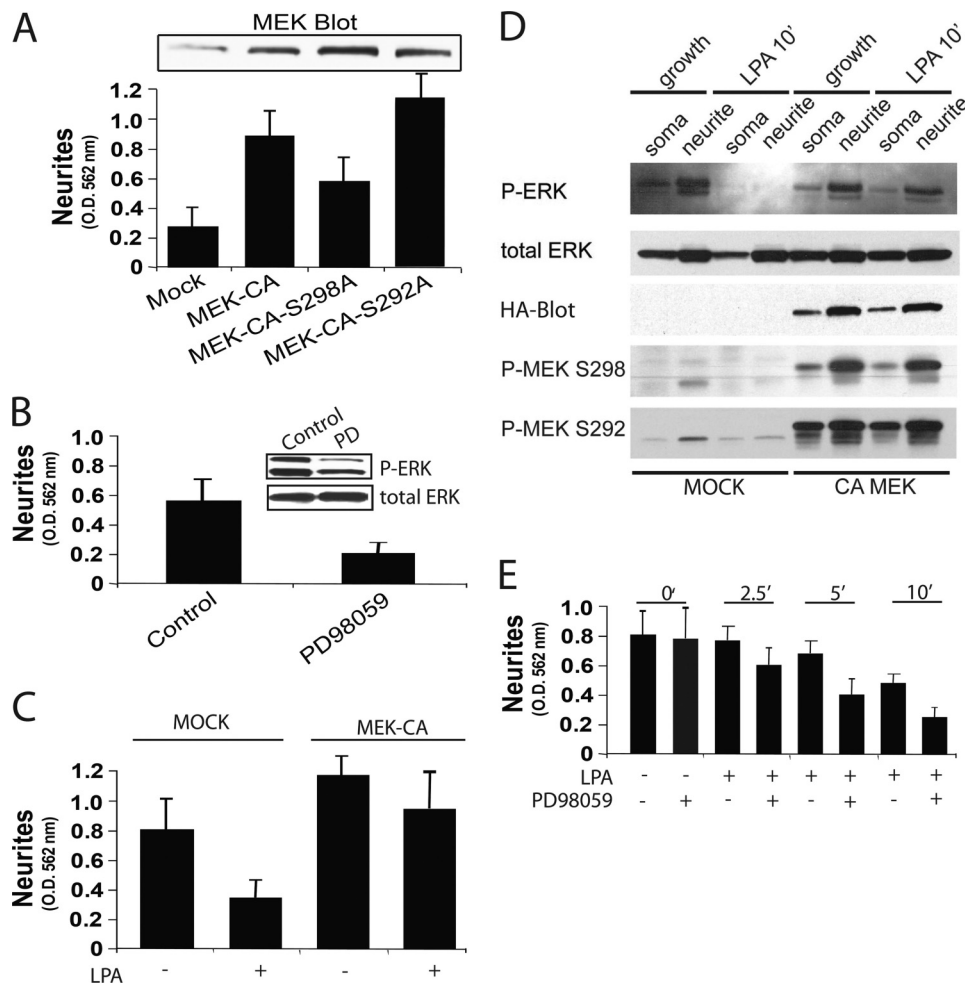 A
MEK Blot
Neurites
(O.D. 562 nm)
1.2
1.0
0.8
0.6
0.4
0.2
0
Mock
MEK-CA
MEK-CA-S298A
MEK-CA-S292A
B
Neurites
(O.D. 562 nm)
1.0
0.8
0.6
0.4
0.2
0
Control
PD98059
Control
PD
P-ERK
total ERK
C
MOCK
MEK-CA
Neurites
(O.D. 562 nm)
1.2
1.0
0.8
0.6
0.4
0.2
0
LPA - + - +
D
growth LPA 10' growth LPA 10'
soma neurite soma neurite soma neurite soma neurite
P-ERK
total ERK
HA-Blot
P-MEK S298
P-MEK S292
MOCK CA MEK
E
0' 2.5' 5' 10'
Neurites
(O.D. 562 nm)
1.0
0.8
0.6
0.4
0.2
0
LPA - - + + + + + +
PD98059 - + - + - + - +